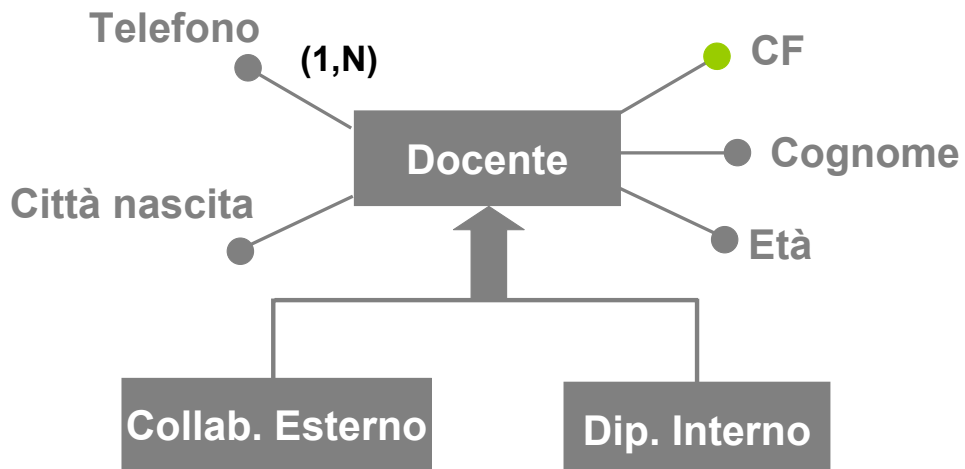 Telefono
(1,N)
CF
Docente
Cognome
Città nascita
Età
Collab. Esterno
Dip. Interno